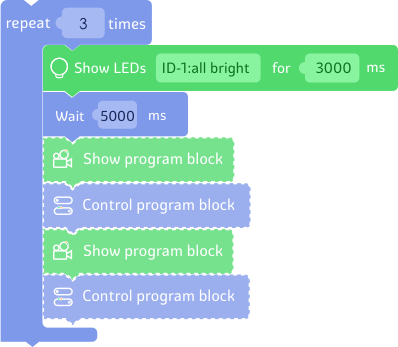 repeat 3 times
Show LEDs ID-1:all bright for 3000 ms
Wait 5000 ms
Show program block
Control program block
Show program block
Control program block